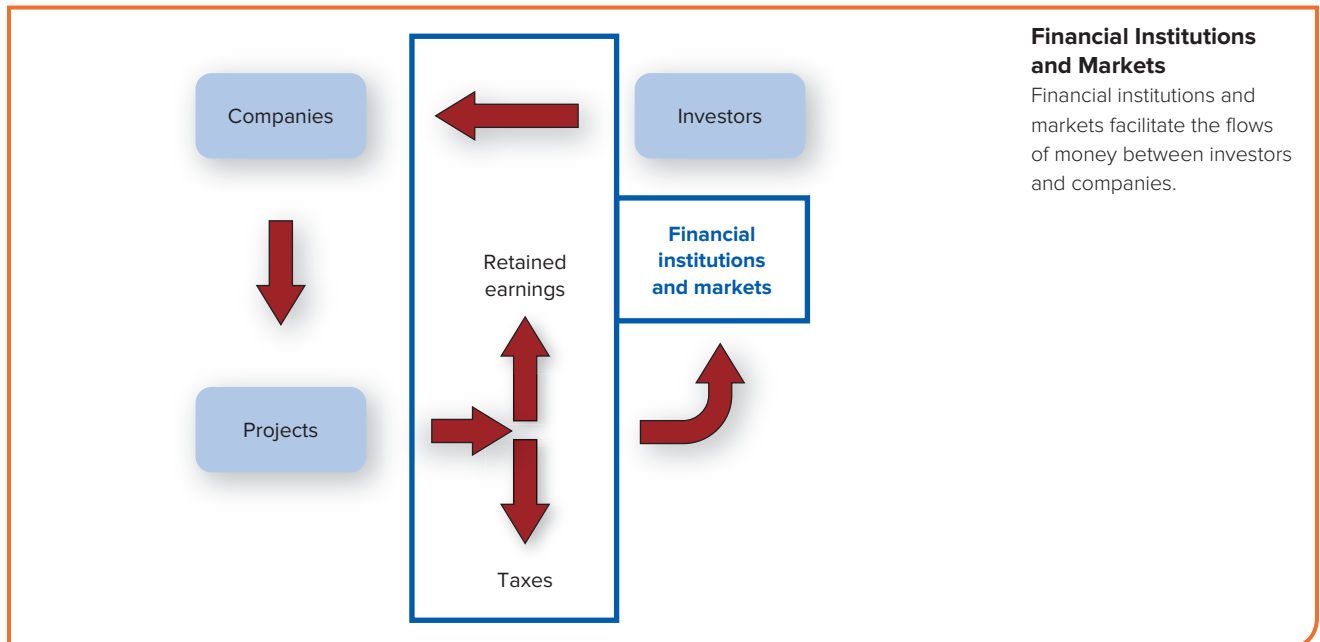 Financial Institutions
and Markets
Financial institutions and
markets facilitate the flows
of money between investors
and companies.
Companies
Investors
Financial
institutions
and markets
Retained
earnings
Projects
Taxes